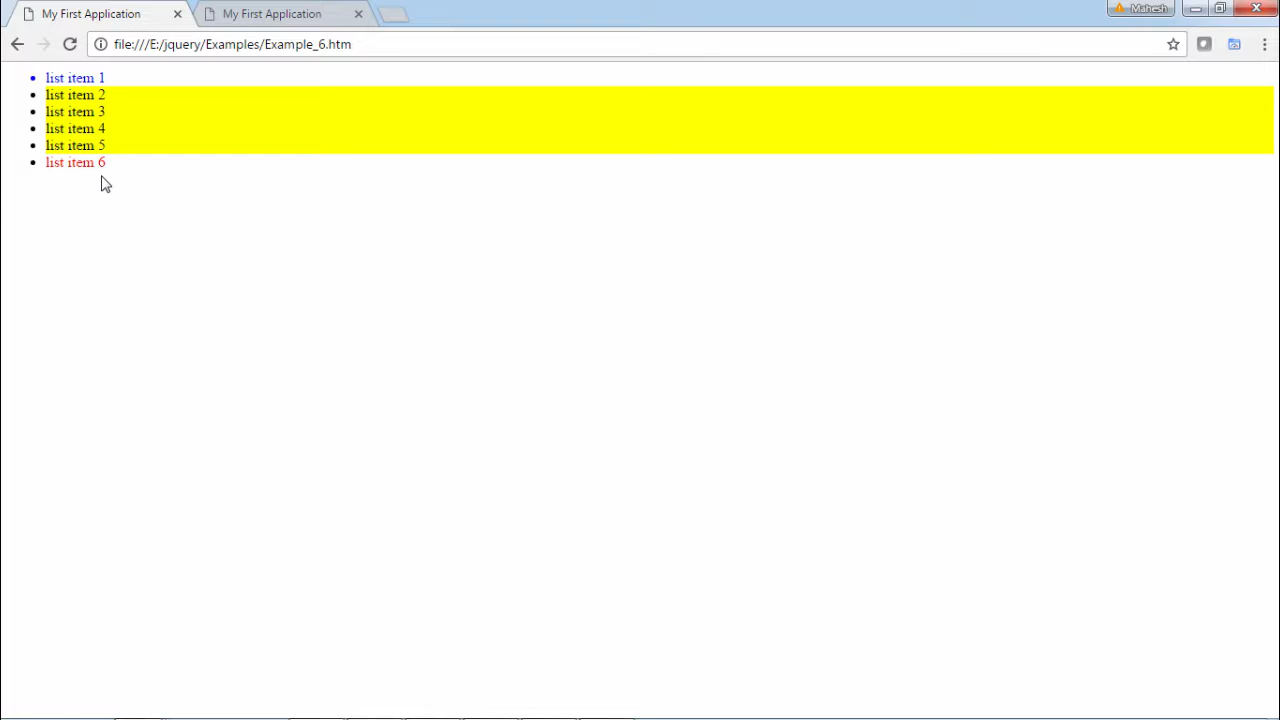 My First Application
My First Application
Mahesh
file:///E:/jquery/Examples/Example_6.htm
list item 1
list item 2
list item 3
list item 4
list item 5
list item 6